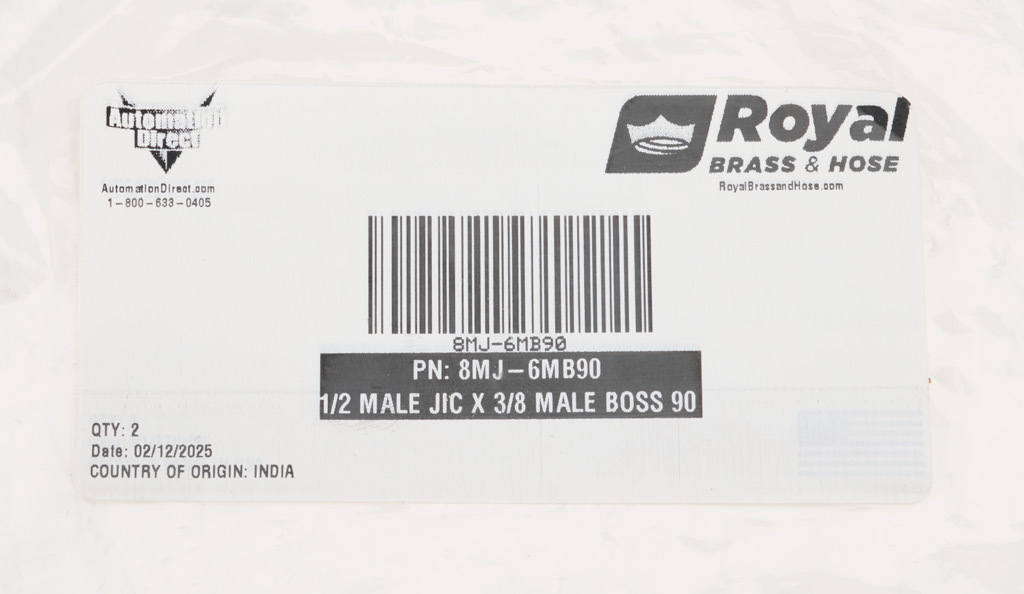 Automation
Direct
AutomationDirect.com
1-800-633-0405
Royal
BRASS & HOSE
RoyalBrassandHose.com
8MJ-6MB90
PN: 8MJ-6MB90
1/2 MALE JIC X 3/8 MALE BOSS 90
QTY: 2
Date: 02/12/2025
COUNTRY OF ORIGIN: INDIA